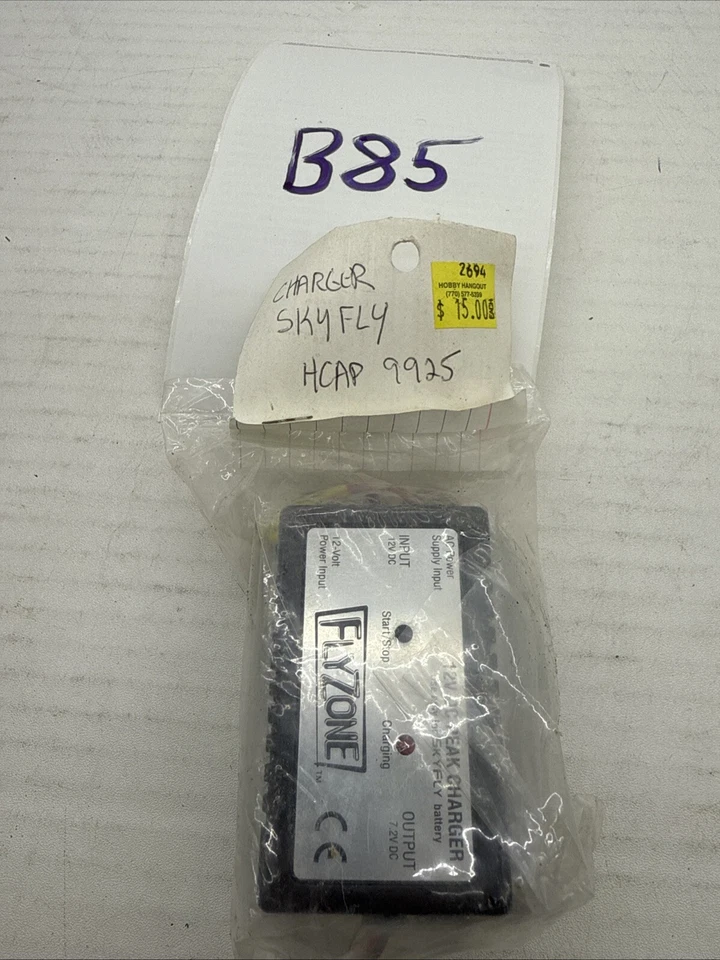 B85
CHARGER
SKYFLY
HCAP 9925
2694
HOBBY HANGOUT
$ 15.00
PEAK CHARGER
SKYFLY battery
AC Power
Supply Input
INPUT
12V DC
Start/Stop
Charging
OUTPUT
7.2V DC
12-Volt
Power Input
FLYZONE
TM
CE